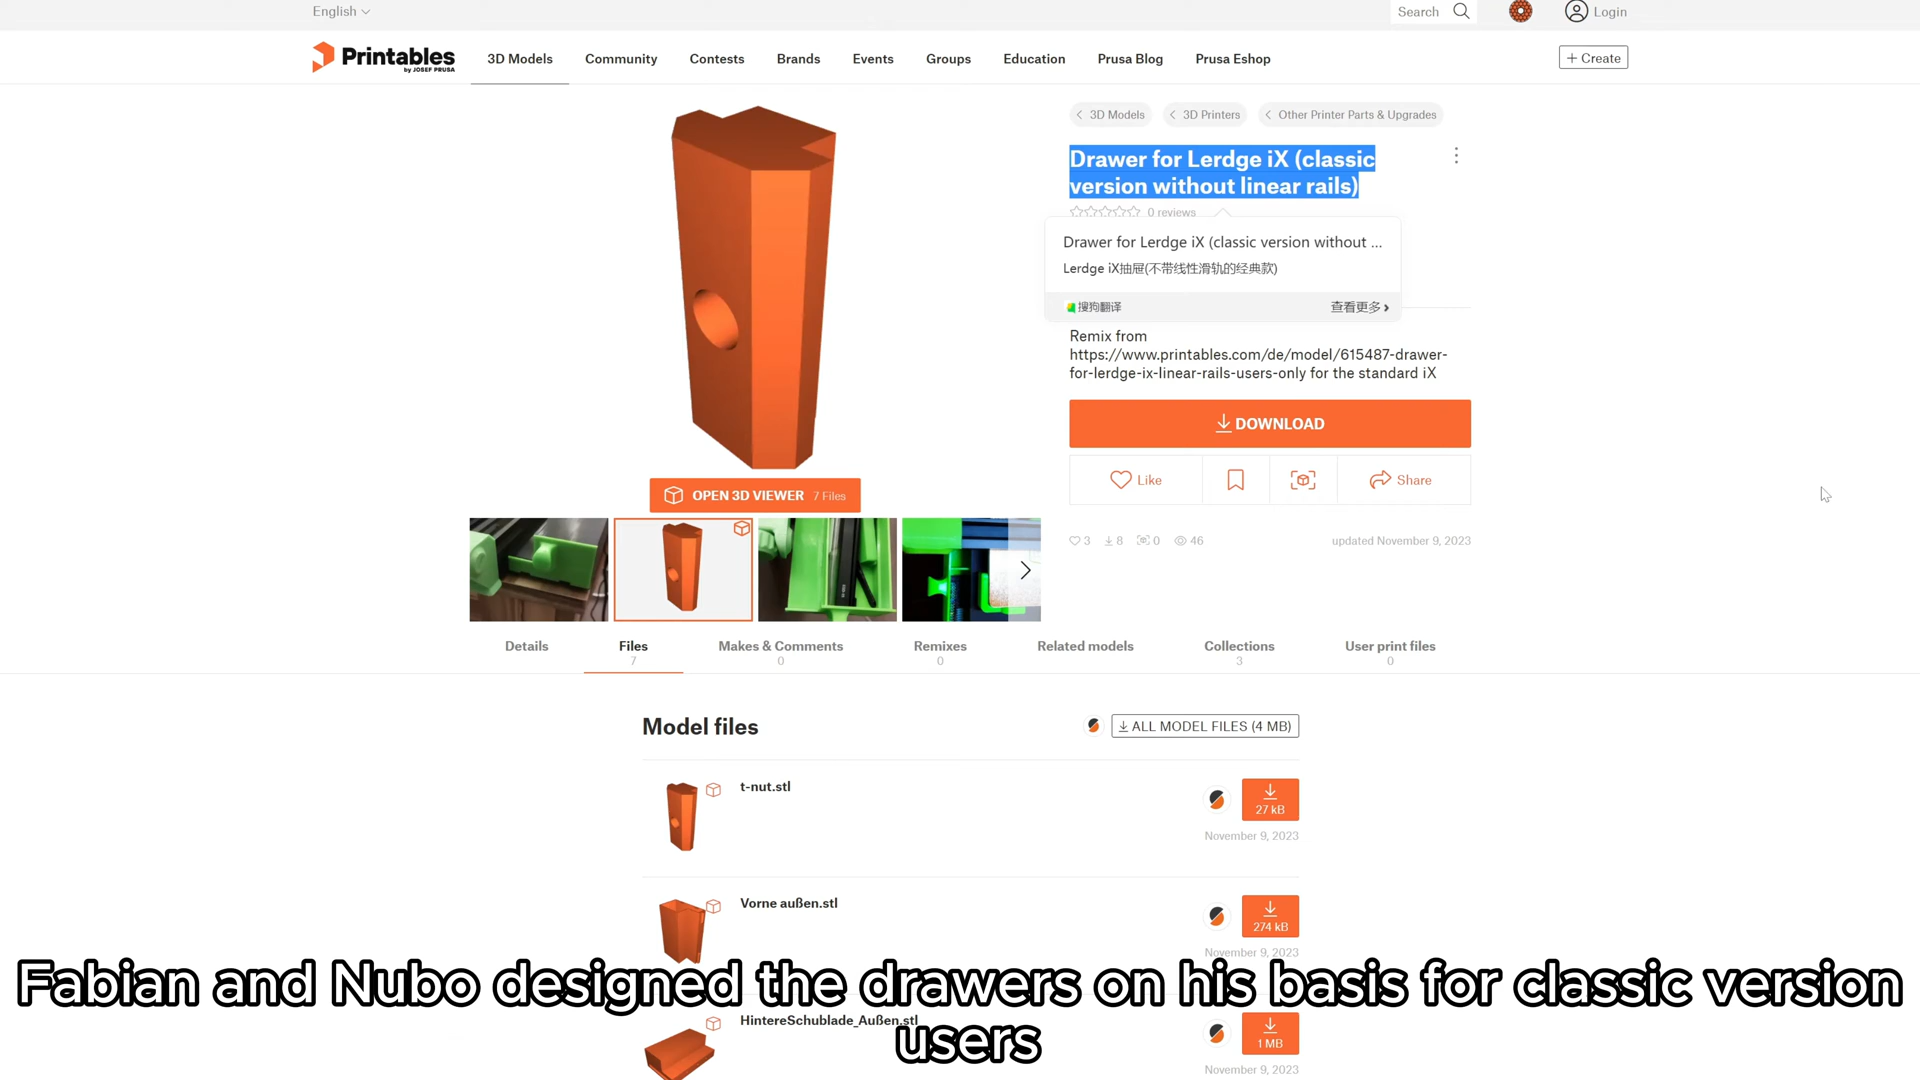 English
Search
Login
Printables
by JOSEF PRUSA
3D Models
Community
Contests
Brands
Events
Groups
Education
Prusa Blog
Prusa Eshop
+ Create
3D Models
3D Printers
Other Printer Parts & Upgrades
Drawer for Lerdge iX (classic
version without linear rails)
0 reviews
Drawer for Lerdge iX (classic version without ...
Lerdge iX抽屉(不带线性滑轨的经典款)
搜狗翻译
查看更多
Remix from
https://www.printables.com/de/model/615487-drawer-
for-lerdge-ix-linear-rails-users-only for the standard iX
DOWNLOAD
Like
Share
OPEN 3D VIEWER 7 Files
3
8
0
46
updated November 9, 2023
Details
Files
7
Makes & Comments
0
Remixes
0
Related models
Collections
3
User print files
0
Model files
ALL MODEL FILES (4 MB)
t-nut.stl
27 kB
November 9, 2023
Vorne außen.stl
274 kB
November 9, 2023
Fabian and Nubo designed the drawers on his basis for classic version
users
HintereSchublade_Außen.stl
1 MB
November 9, 2023